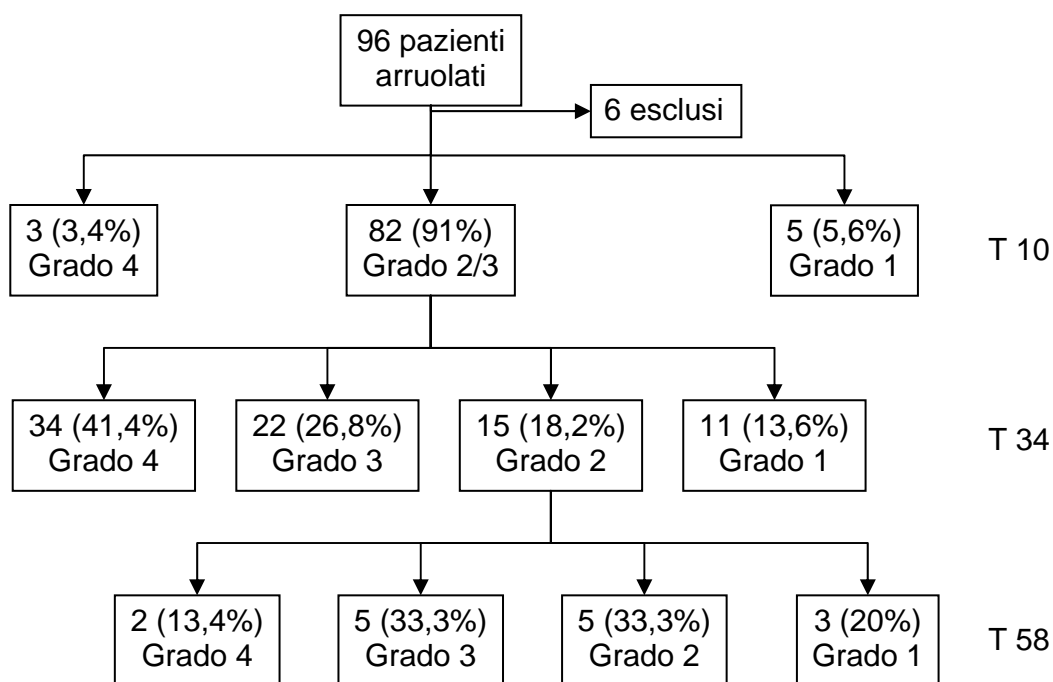 96 pazienti
arruolati
6 esclusi
3 (3,4%)
Grado 4
82 (91%)
Grado 2/3
5 (5,6%)
Grado 1
T 10
34 (41,4%)
Grado 4
22 (26,8%)
Grado 3
15 (18,2%)
Grado 2
11 (13,6%)
Grado 1
T 34
2 (13,4%)
Grado 4
5 (33,3%)
Grado 3
5 (33,3%)
Grado 2
3 (20%)
Grado 1
T 58